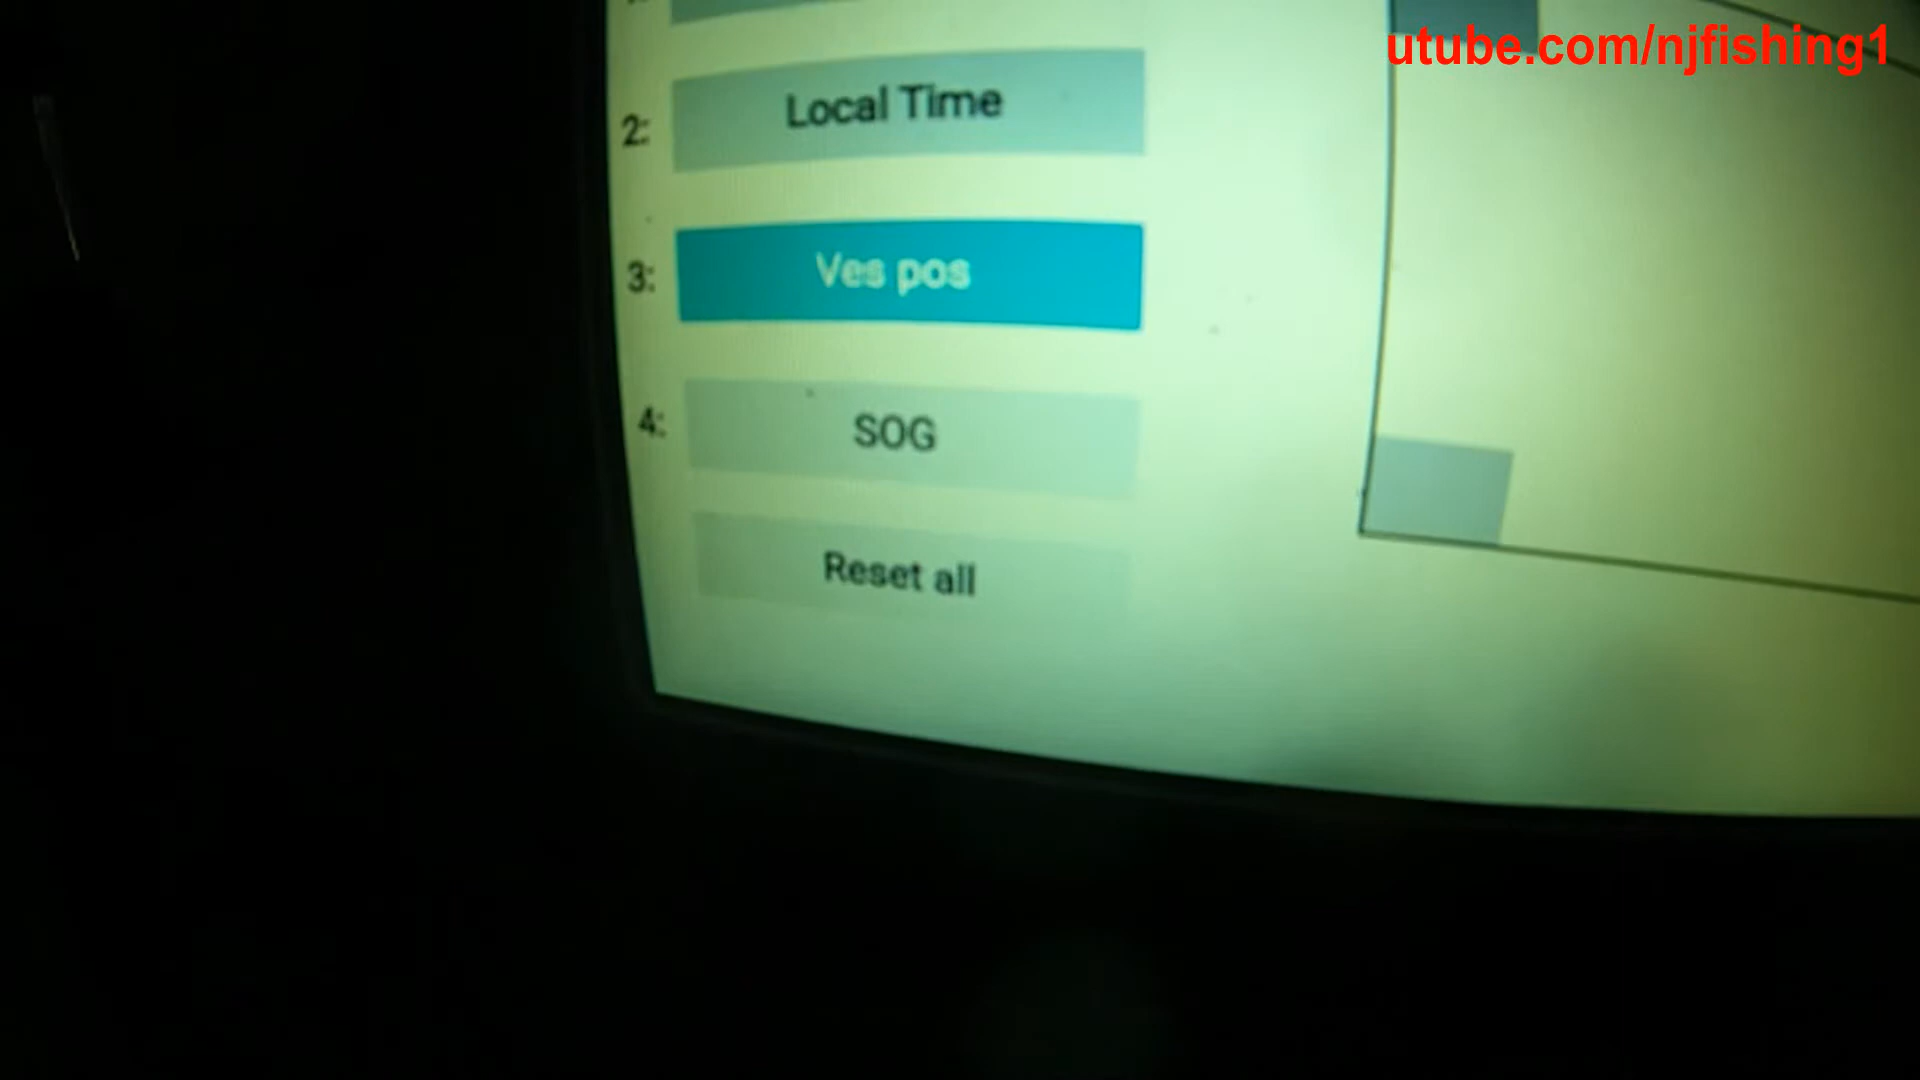 utube.com/njfishing1
2: Local Time
3: Ves pos
4: SOG
Reset all